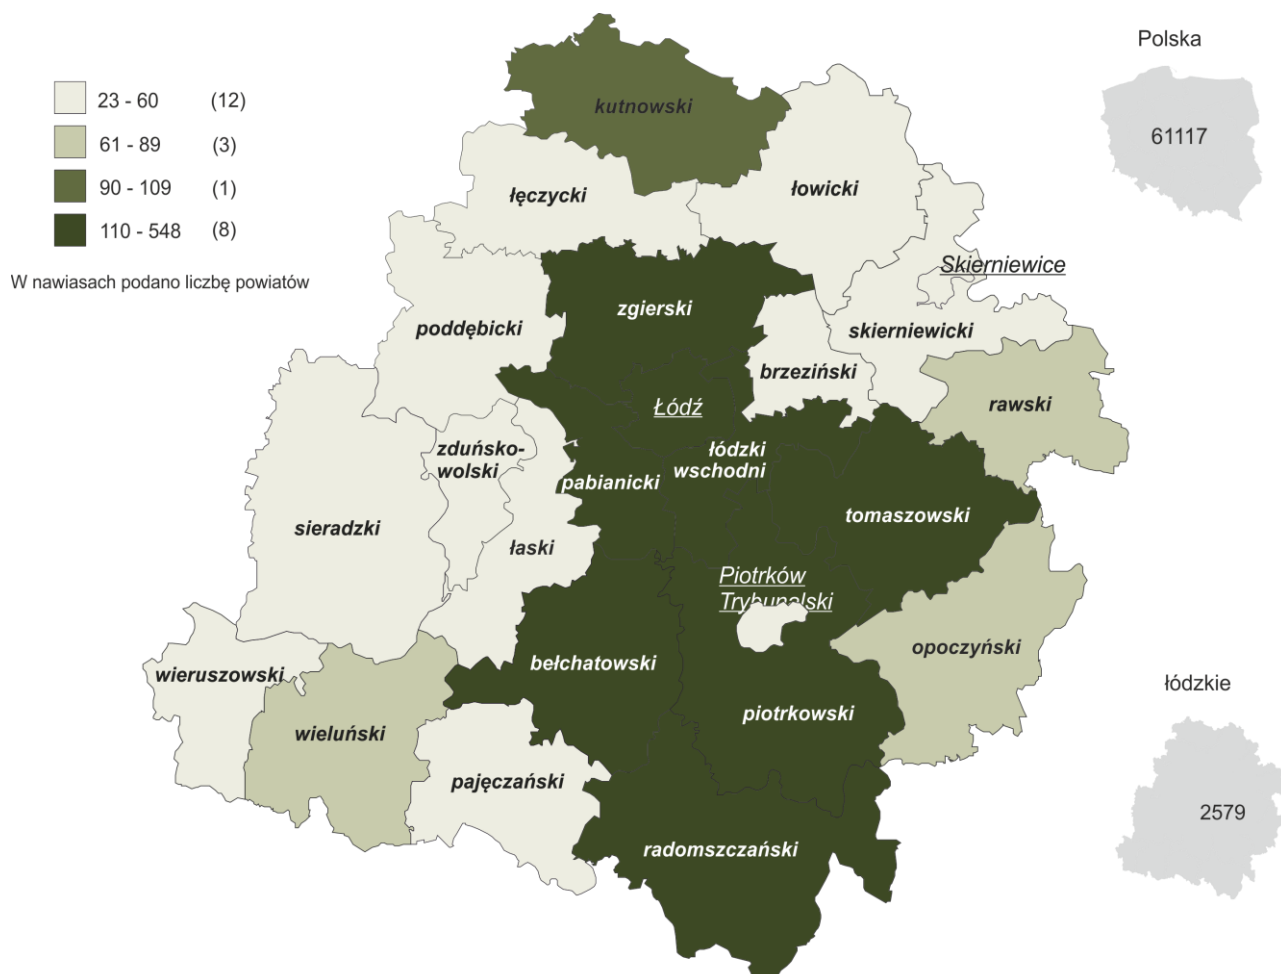 Polska
61117
23 - 60 (12)
61 - 89 (3)
90 - 109 (1)
110 - 548 (8)
W nawiasach podano liczbę powiatów
kutnowski
łęczycki
łowicki
Skierniewice
zgierski
poddębicki
skierniewicki
brzeziński
rawski
Łódź
zduńsko-
wolski
łódzki
wschodni
pabianicki
sieradzki
tomaszowski
łaski
Piotrków
Trybunalski
opoczyński
bełchatowski
wieruszowski
łódzkie
2579
piotrkowski
wieluński
pajęczański
radomszczański